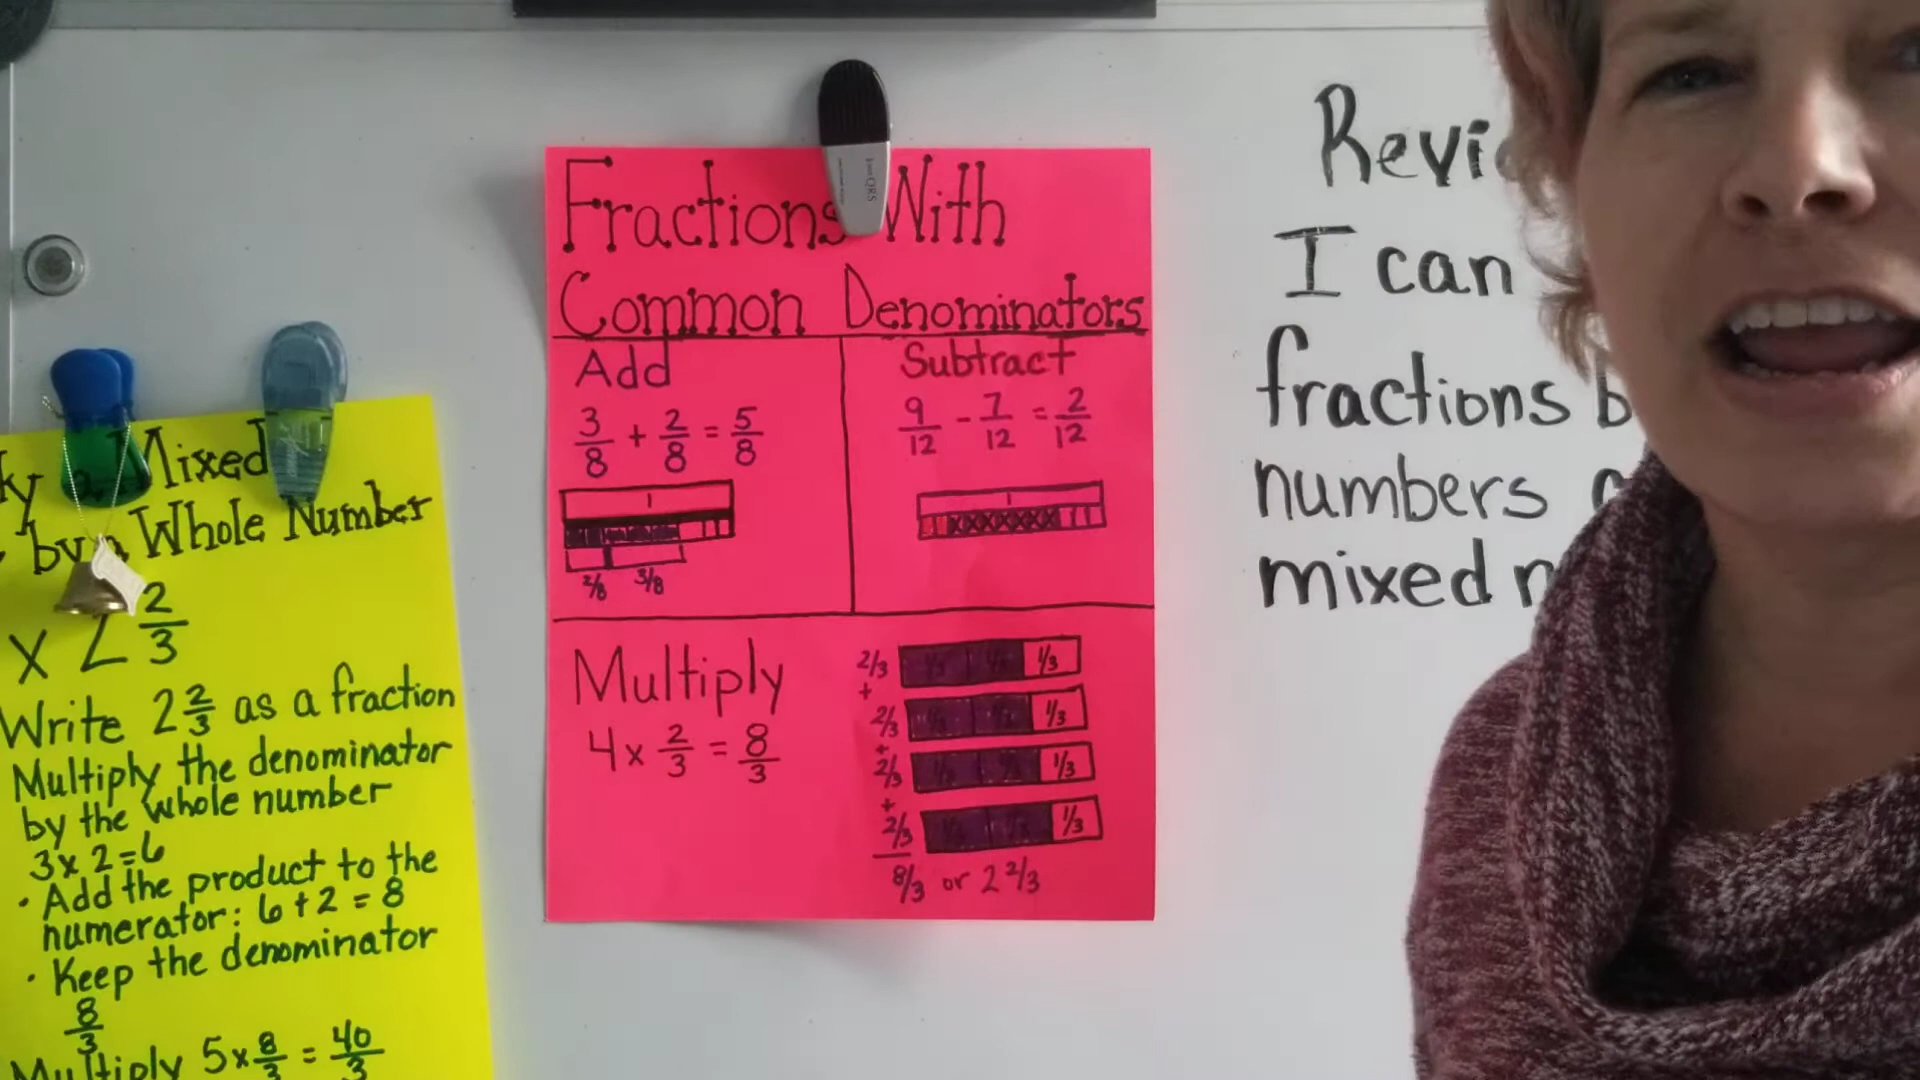 Mixed
by a Whole Number
x 2 2/3
Write 2 2/3 as a fraction
Multiply the denominator
by the whole number
3 x 2 = 6
• Add the product to the
numerator: 6 + 2 = 8
• Keep the denominator
8/3
Multiply 5 x 8/3 = 40/3
Fractions With
Common Denominators
Add
3/8 + 2/8 = 5/8
1
2/8 3/8
Subtract
9/12 - 7/12 = 2/12
1
XXXXXXX
Multiply
4 x 2/3 = 8/3
2/3 1/3
+
2/3 1/3
+
2/3 1/3
+
2/3 1/3
8/3 or 2 2/3
I can
fractions
numbers
mixed